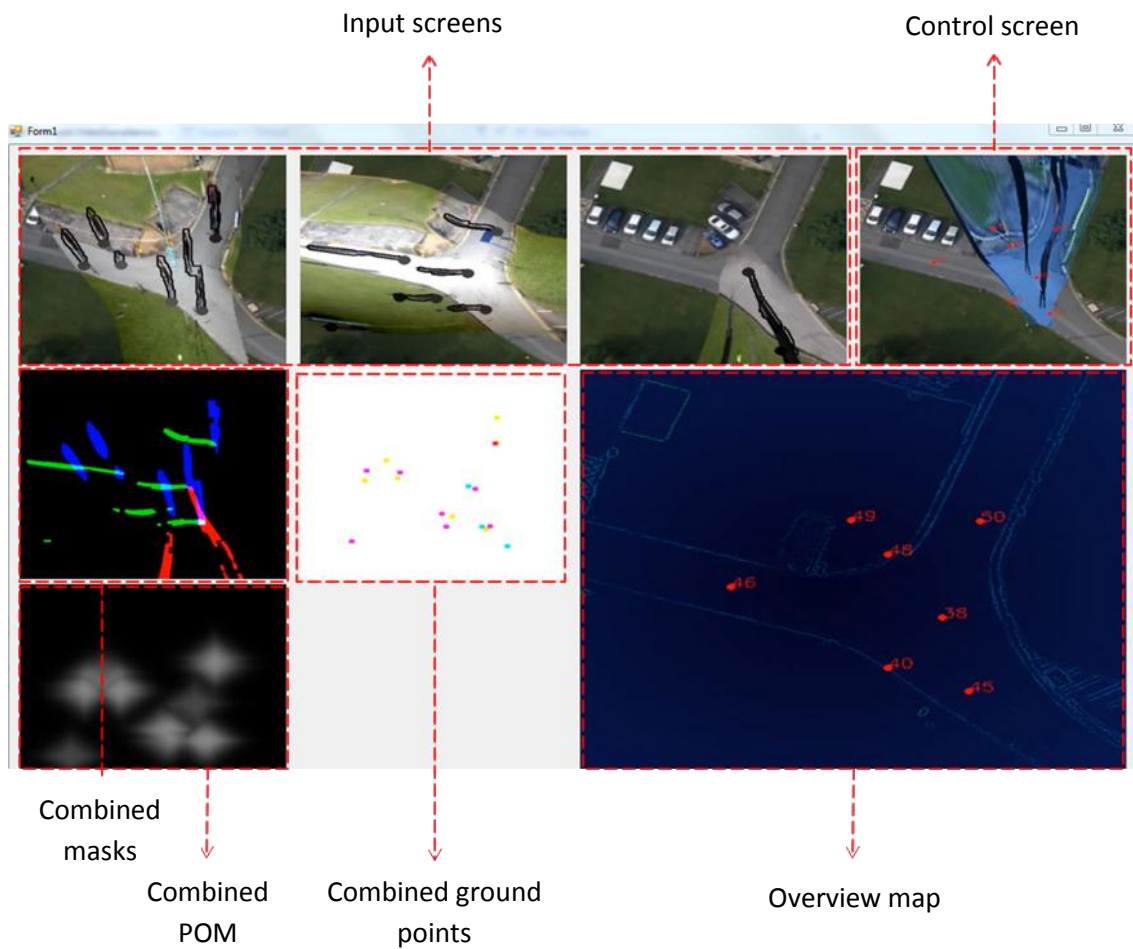 Input screens
Control screen
Form1
49
50
48
46
38
40
45
Combined
masks
Combined
POM
Combined ground
points
Overview map